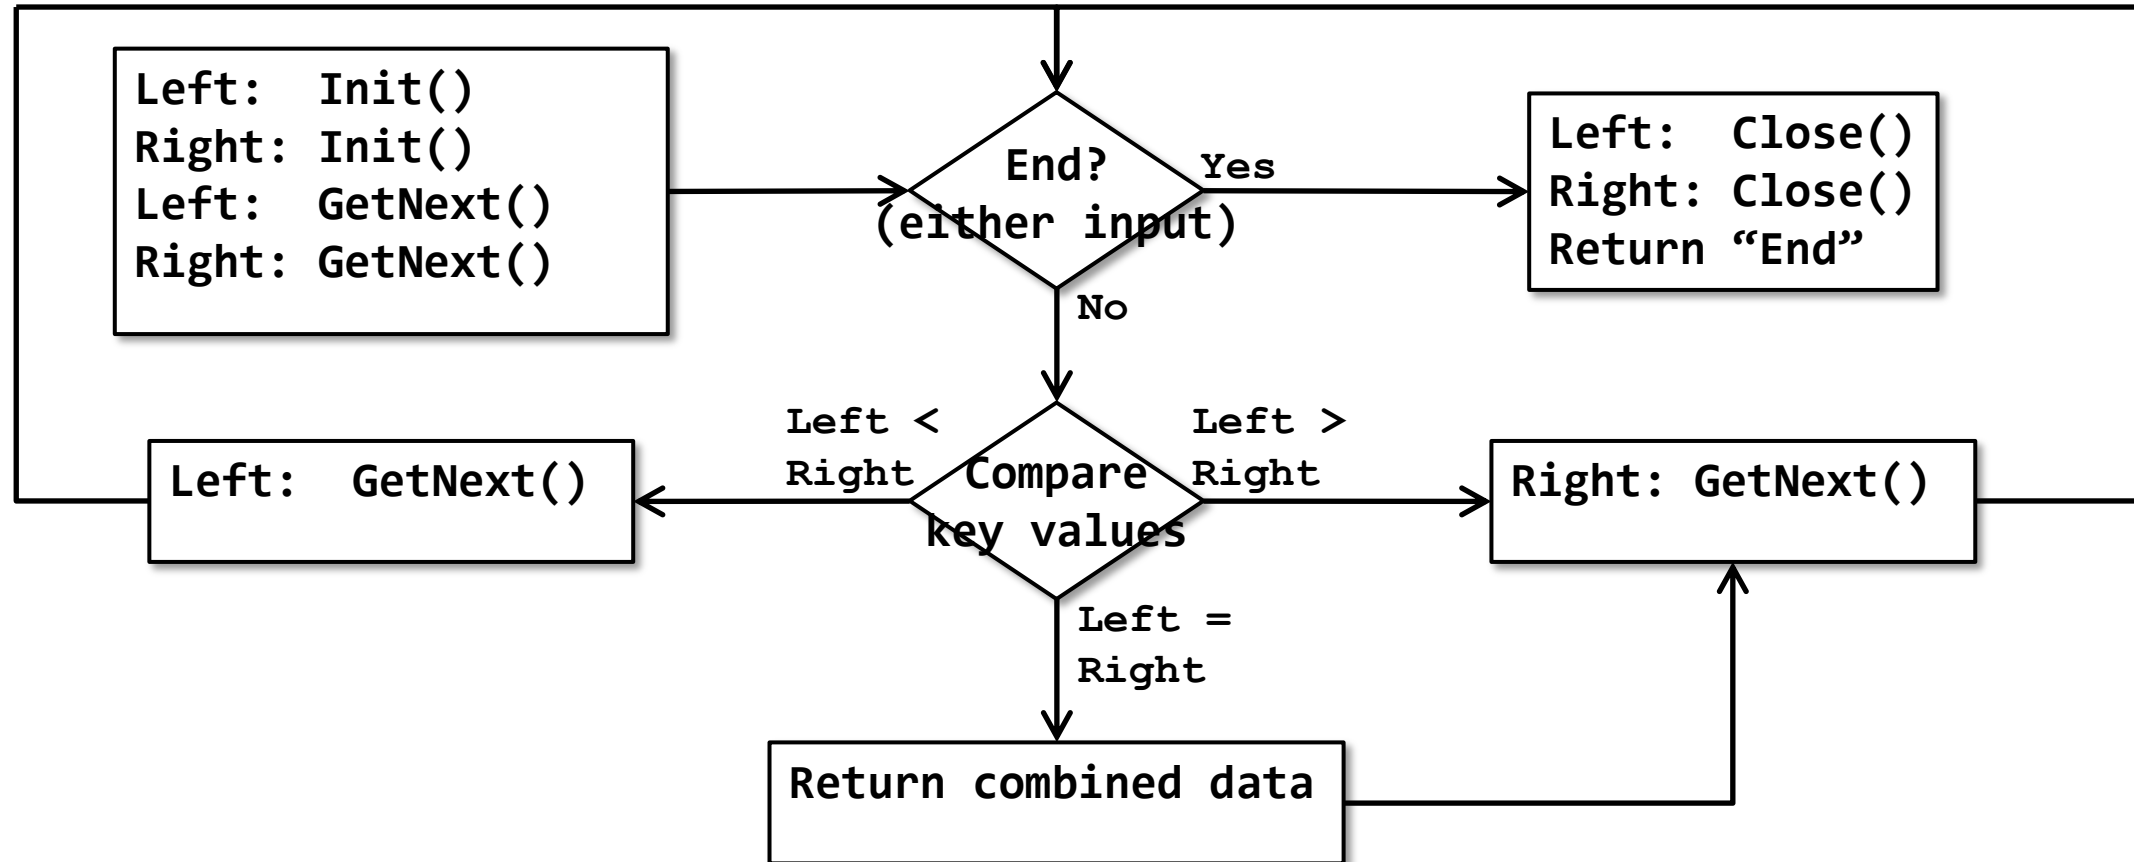 Left:  Init()
Right: Init()
Left:  GetNext()
Right: GetNext()
End?
(either input)
Yes
Left:  Close()
Right: Close()
Return “End”
No
Left <
Right
Compare
key values
Left >
Right
Left:  GetNext()
Right: GetNext()
Left =
Right
Return combined data